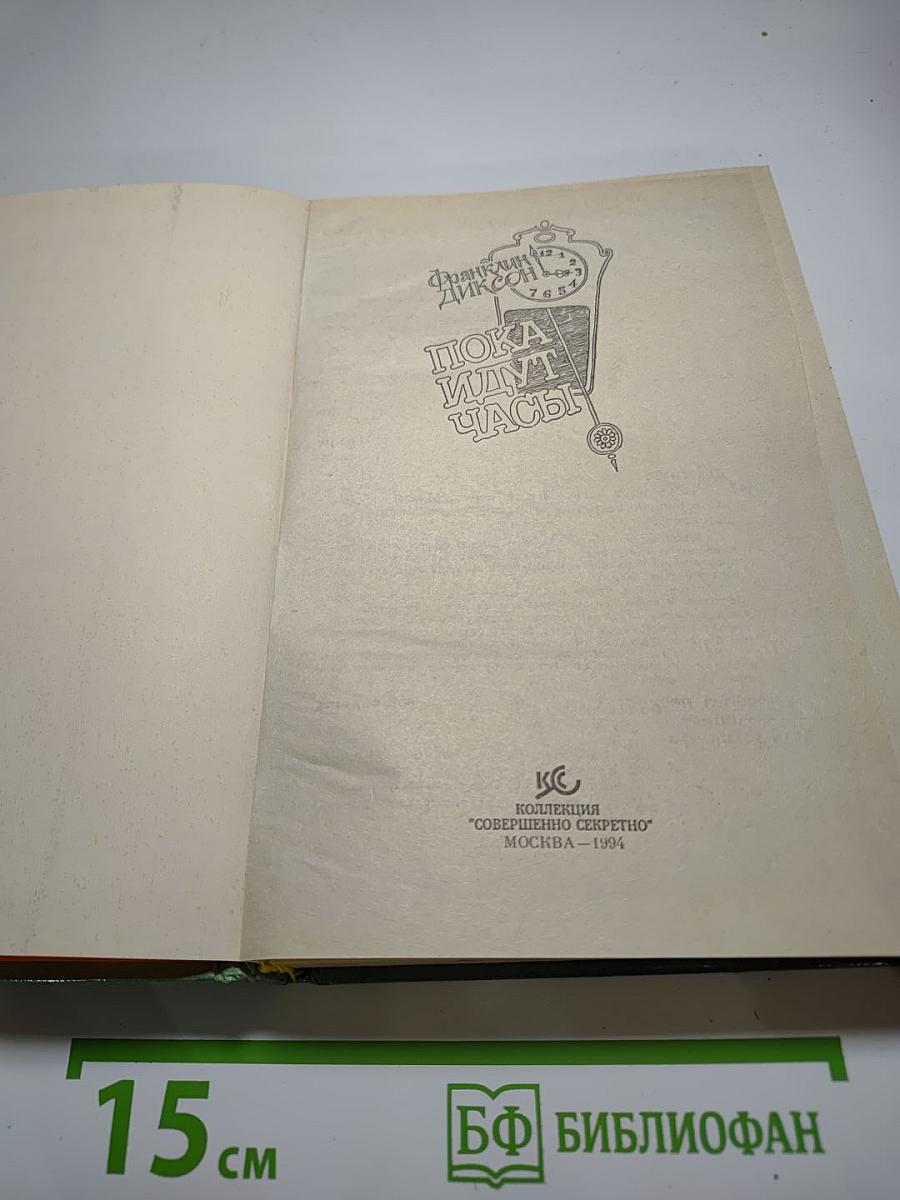 Франклин
Диксон
12 1 2 3 4 5 6 7
ПОКА
ИДУТ
ЧАСЫ
КСС
КОЛЛЕКЦИЯ
"СОВЕРШЕННО СЕКРЕТНО"
МОСКВА — 1994
15 см
БФ БИБЛИОФАН